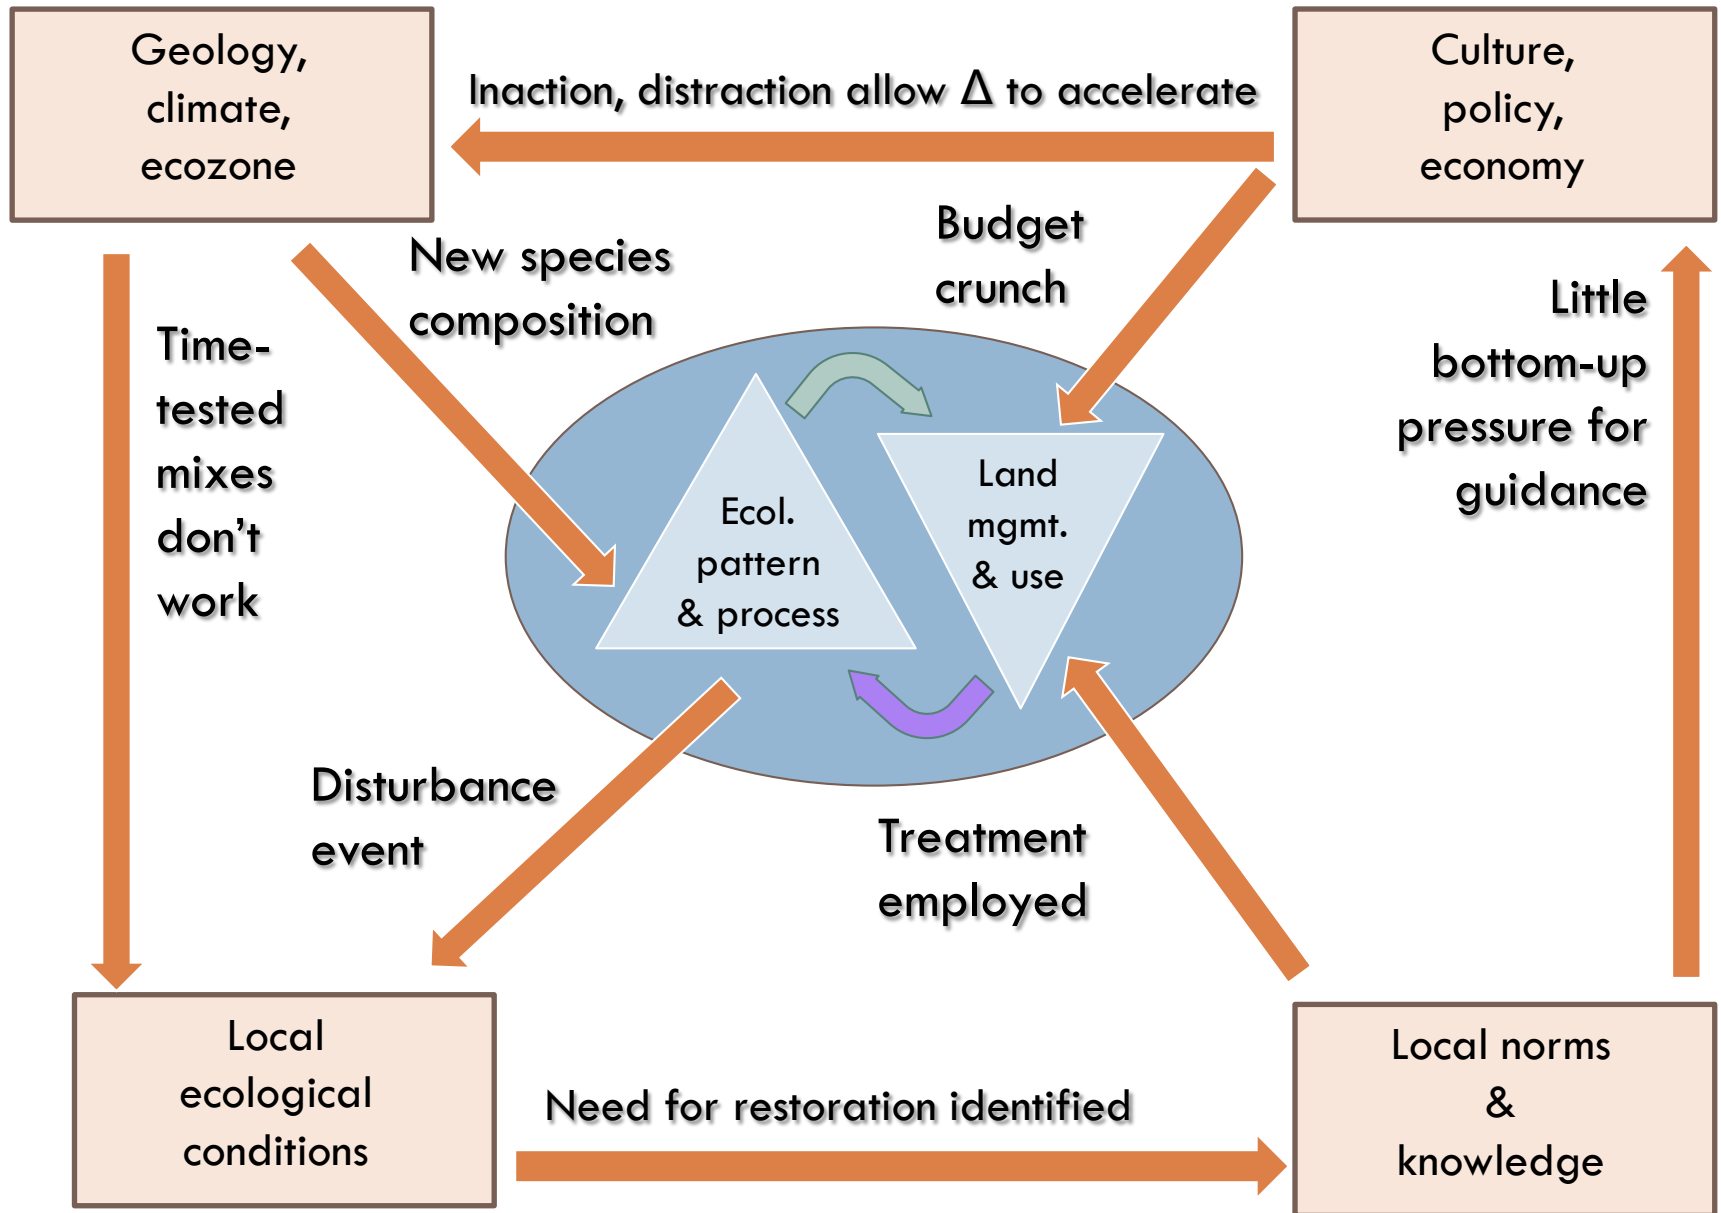 Geology,
climate,
ecozone
Inaction, distraction allow Δ to accelerate
Culture,
policy,
economy
New species
composition
Budget
crunch
Time-
tested
mixes
don’t
work
Little
bottom-up
pressure for
guidance
Ecol.
pattern
& process
Land
mgmt.
& use
Disturbance
event
Treatment
employed
Local
ecological
conditions
Need for restoration identified
Local norms
&
knowledge